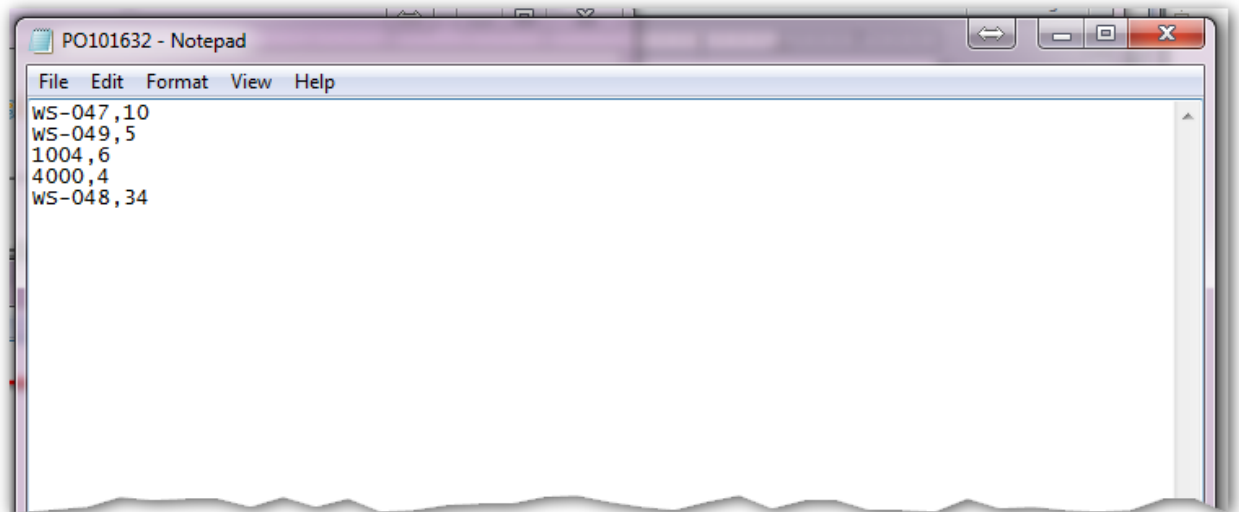 PO101632 - Notepad
File Edit Format View Help
WS-047,10
WS-049,5
1004,6
4000,4
WS-048,34